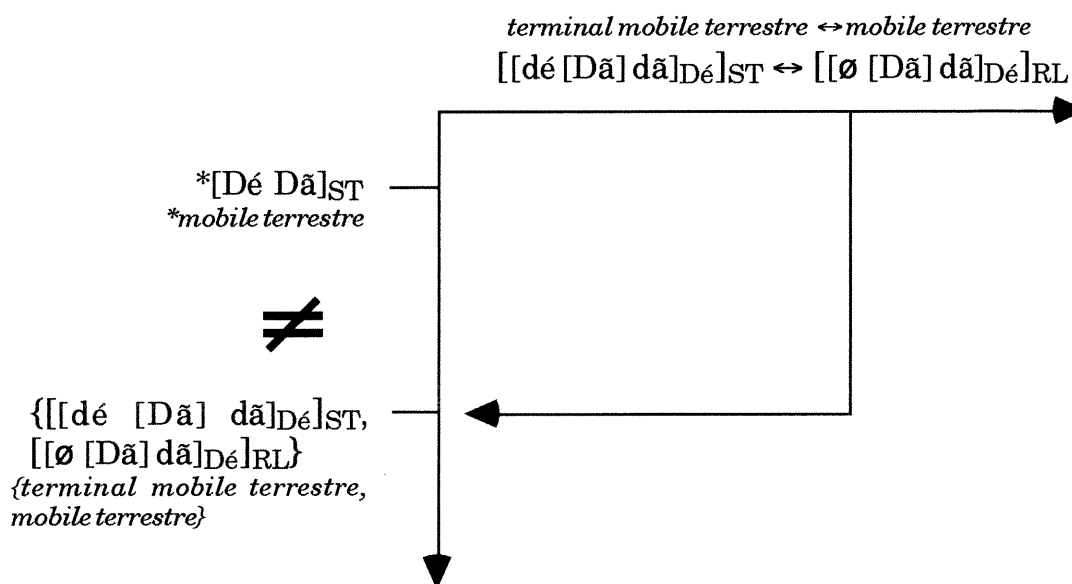 terminal mobile terrestre ↔ mobile terrestre
[[dé [Dã] dã]Dé]ST ↔ [[ø [Dã] dã]Dé]RL
*[Dé Dã]ST
*mobile terrestre
≠
{[[dé [Dã] dã]Dé]ST,
[[ø [Dã] dã]Dé]RL}
{terminal mobile terrestre,
mobile terrestre}